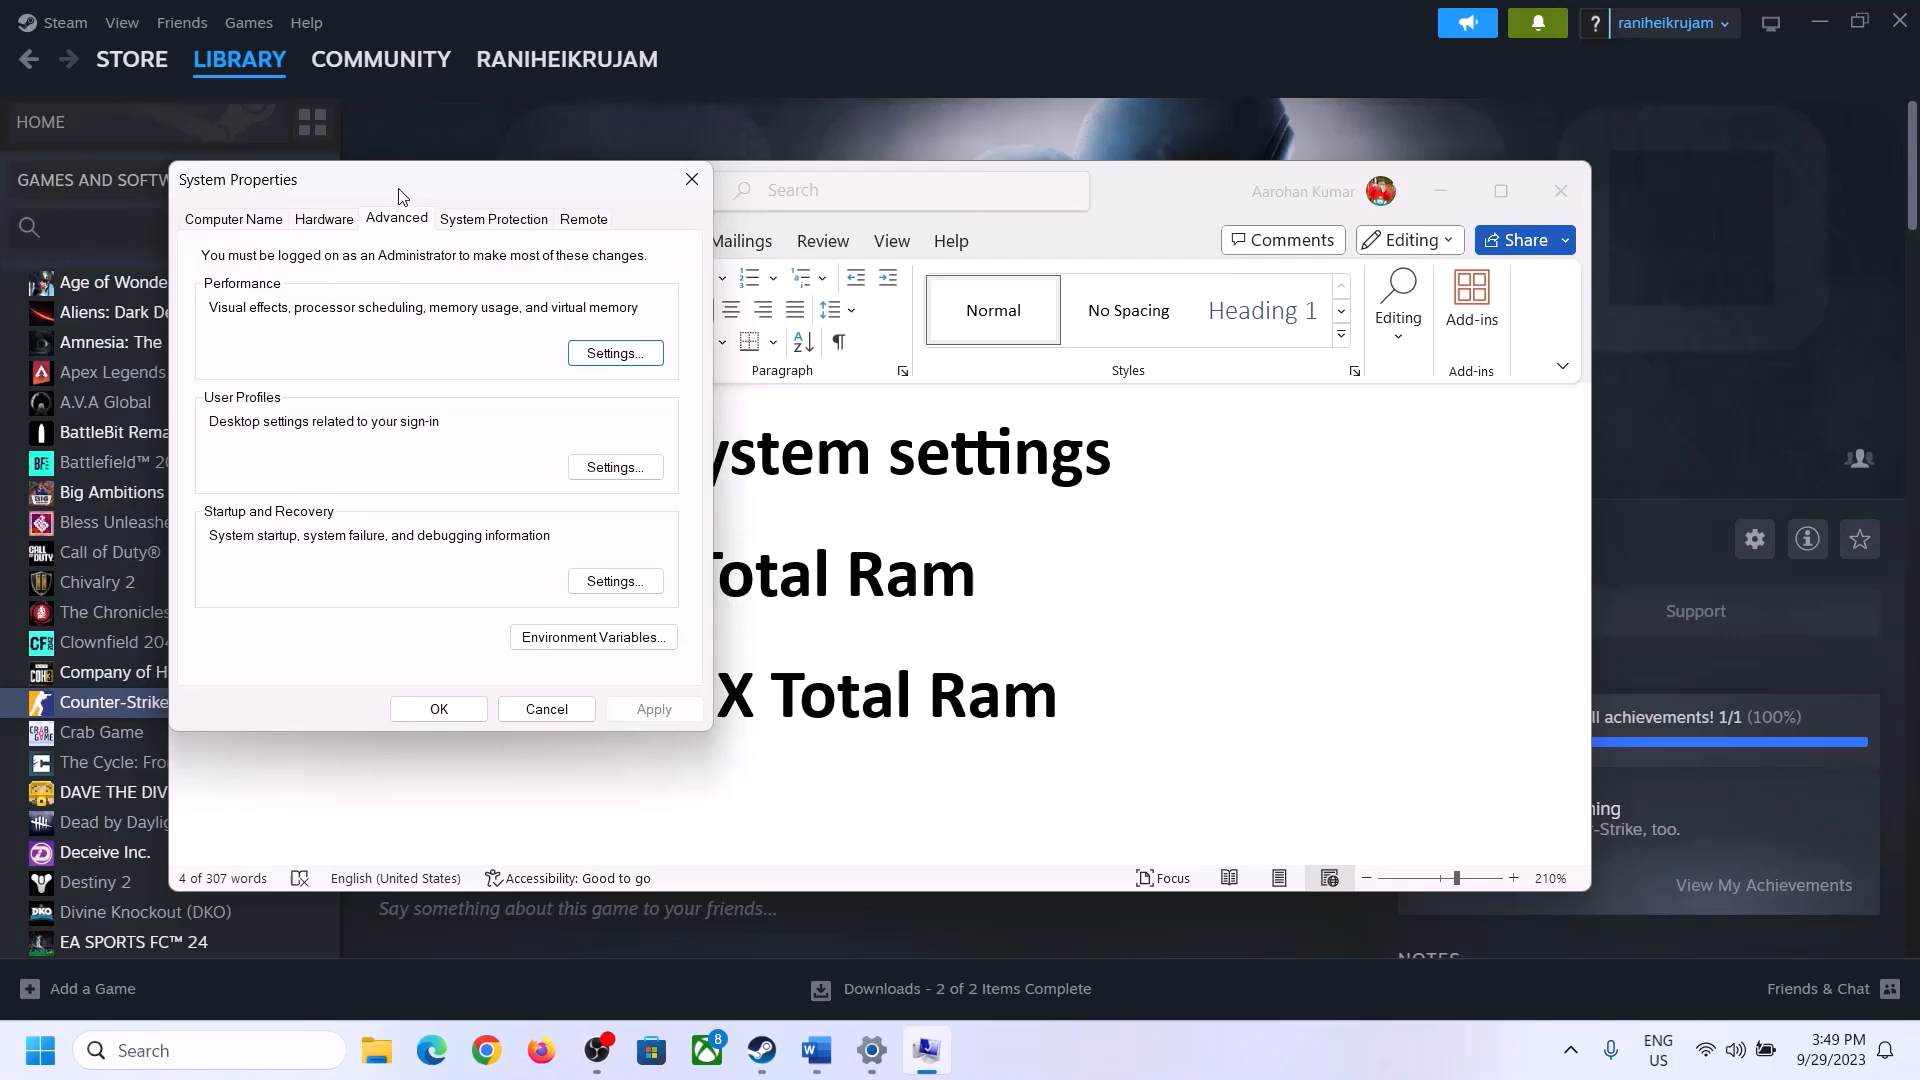 Steam View Friends Games Help
? raniheikrujam
STORE LIBRARY COMMUNITY RANIHEIKRUJAM
HOME
GAMES AND SOFTW
Age of Wonde
Aliens: Dark De
Amnesia: The
Apex Legends
A.V.A Global
BattleBit Rema
Battlefield™ 20
Big Ambitions
Bless Unleashe
Call of Duty®
Chivalry 2
The Chronicles
Clownfield 204
Company of H
Counter-Strike
Crab Game
The Cycle: Fro
DAVE THE DIV
Dead by Daylig
Deceive Inc.
Destiny 2
Divine Knockout (DKO)
EA SPORTS FC™ 24
System Properties
Computer Name Hardware Advanced System Protection Remote
You must be logged on as an Administrator to make most of these changes.
Performance
Visual effects, processor scheduling, memory usage, and virtual memory
Settings...
User Profiles
Desktop settings related to your sign-in
Settings...
Startup and Recovery
System startup, system failure, and debugging information
Settings...
Environment Variables...
OK Cancel Apply
Search
Aarohan Kumar
Mailings Review View Help
Comments Editing Share
Normal No Spacing Heading 1
Editing
Add-ins
Paragraph Styles Add-ins
ystem settings
Total Ram
X Total Ram
4 of 307 words English (United States) Accessibility: Good to go Focus 210%
Support
ll achievements! 1/1 (100%)
ning
r-Strike, too.
View My Achievements
Say something about this game to your friends...
NOTES
Add a Game Downloads - 2 of 2 Items Complete Friends & Chat
Search
8
ENG
US
3:49 PM
9/29/2023